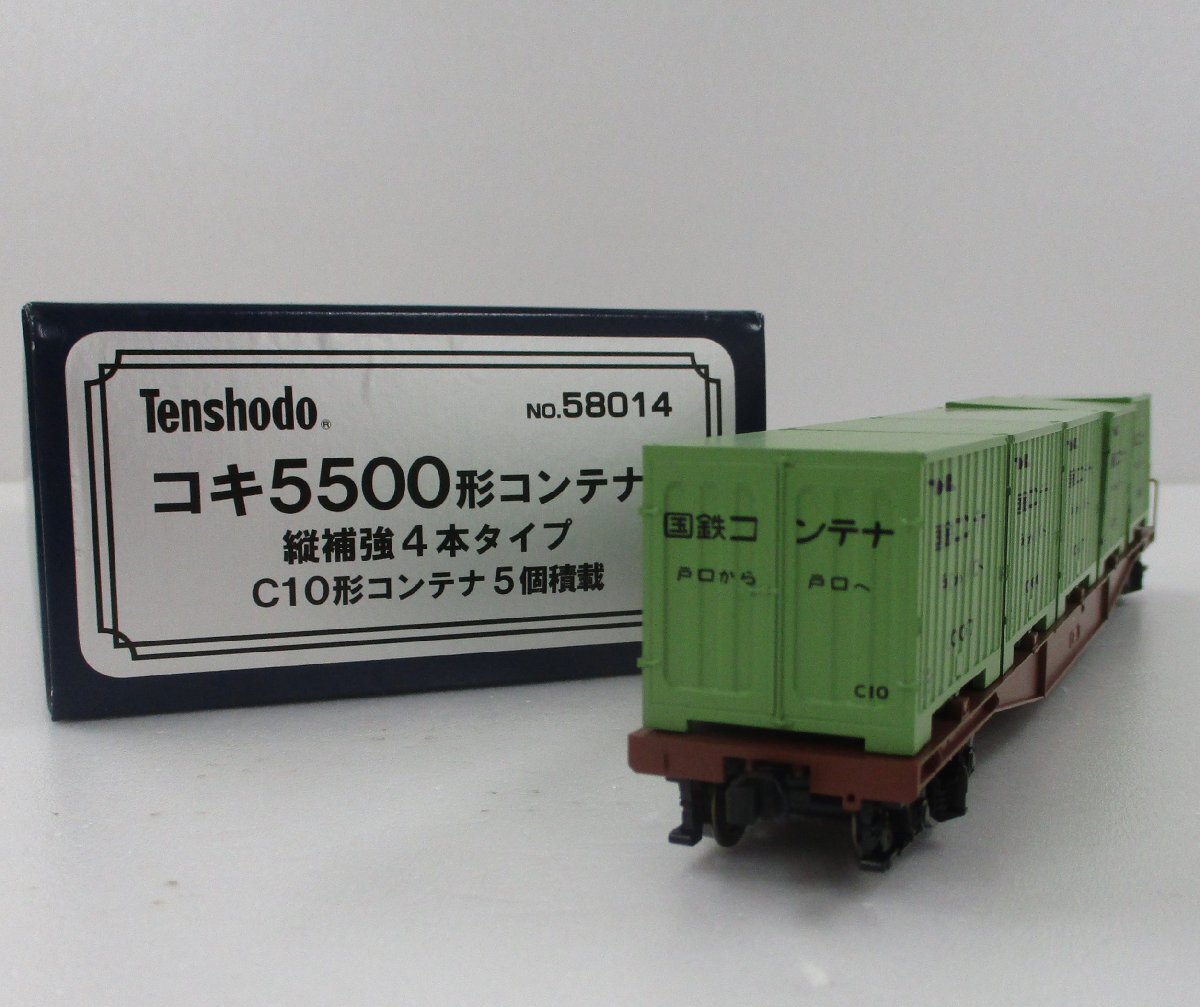 Tenshodo®
NO.58014
コキ5500形コンテナ
縦補強4本タイプ
C10形コンテナ5個積載
国鉄コンテナ
戸口から 戸口へ
C10